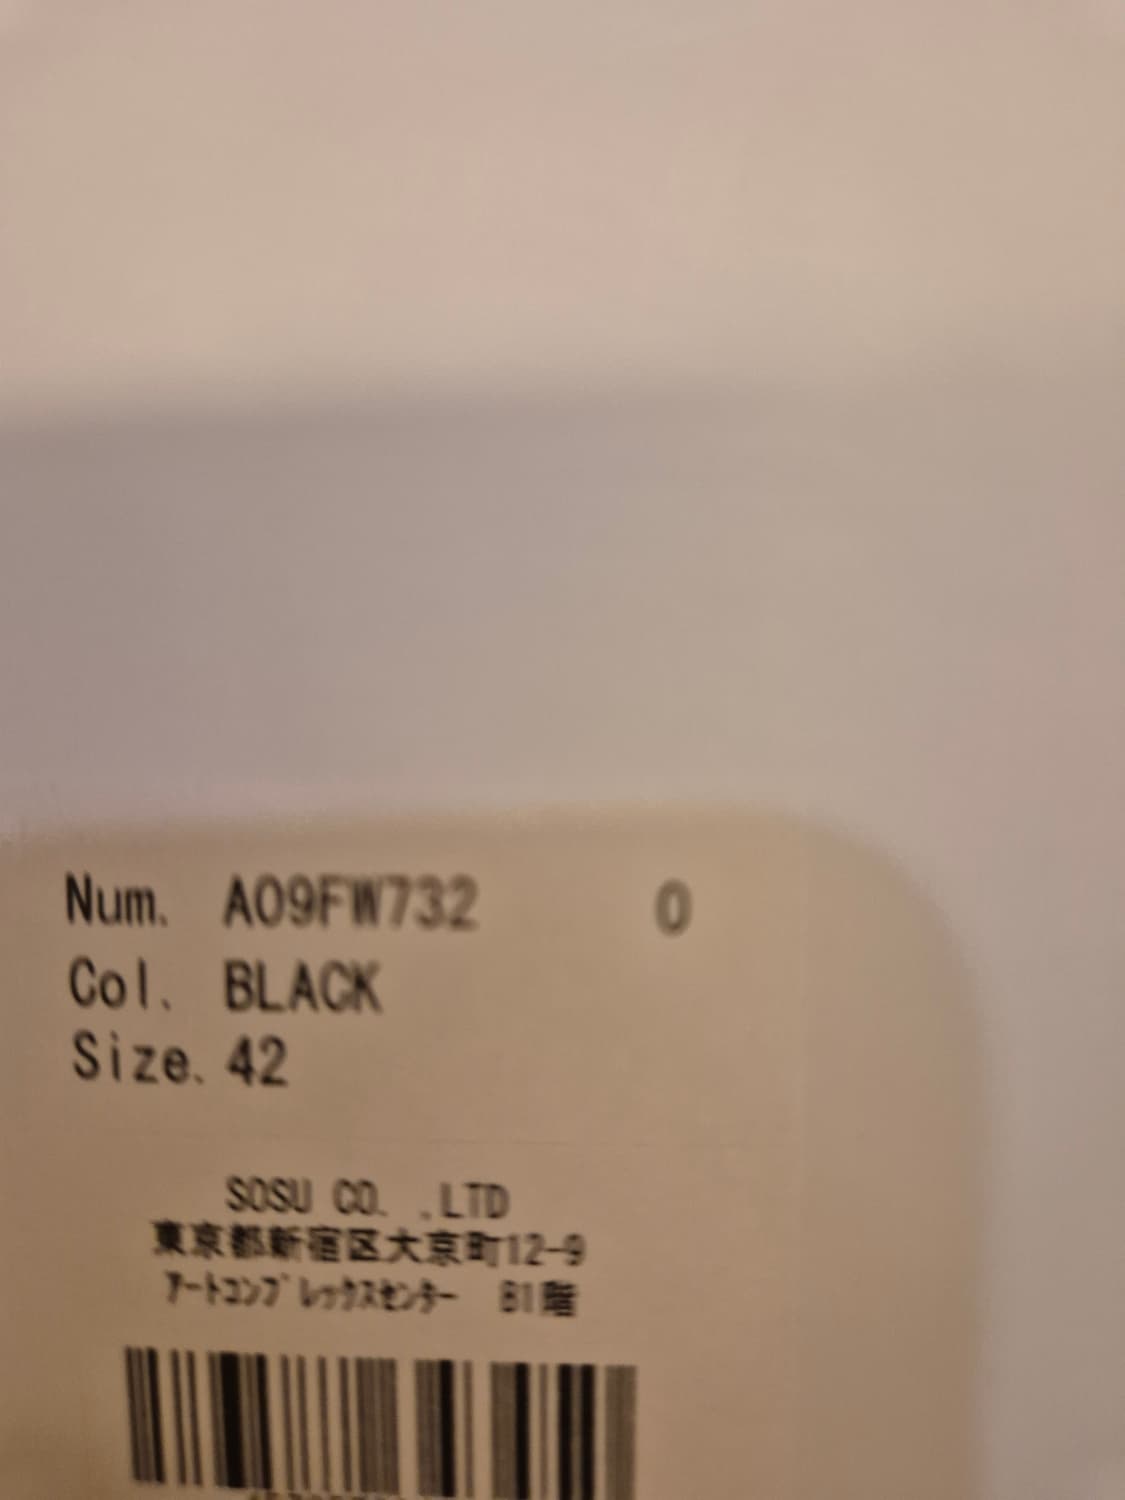 Num. A09FW732 0
Col. BLACK
Size. 42
SOSU CO. .,LTD
東京都新宿区大京町12-9
ｱｰﾄｺﾝﾌﾟﾚｯｸｽｾﾝﾀｰ B1階